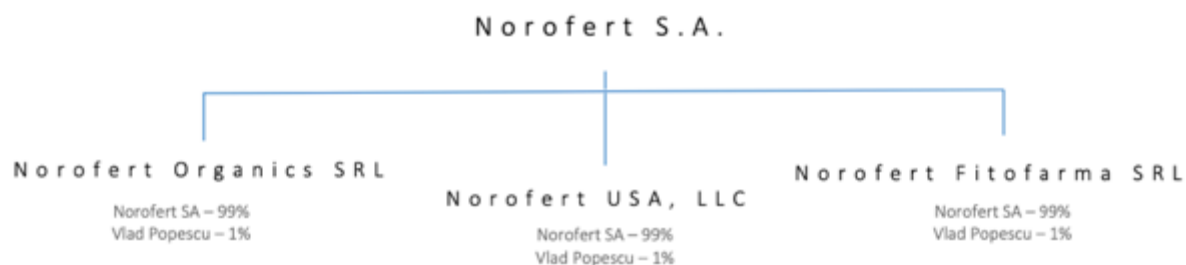 Norofert S.A.
Norofert Organics SRL
Norofert SA – 99%
Vlad Popescu – 1%
Norofert USA, LLC
Norofert SA – 99%
Vlad Popescu – 1%
Norofert Fitofarma SRL
Norofert SA – 99%
Vlad Popescu – 1%